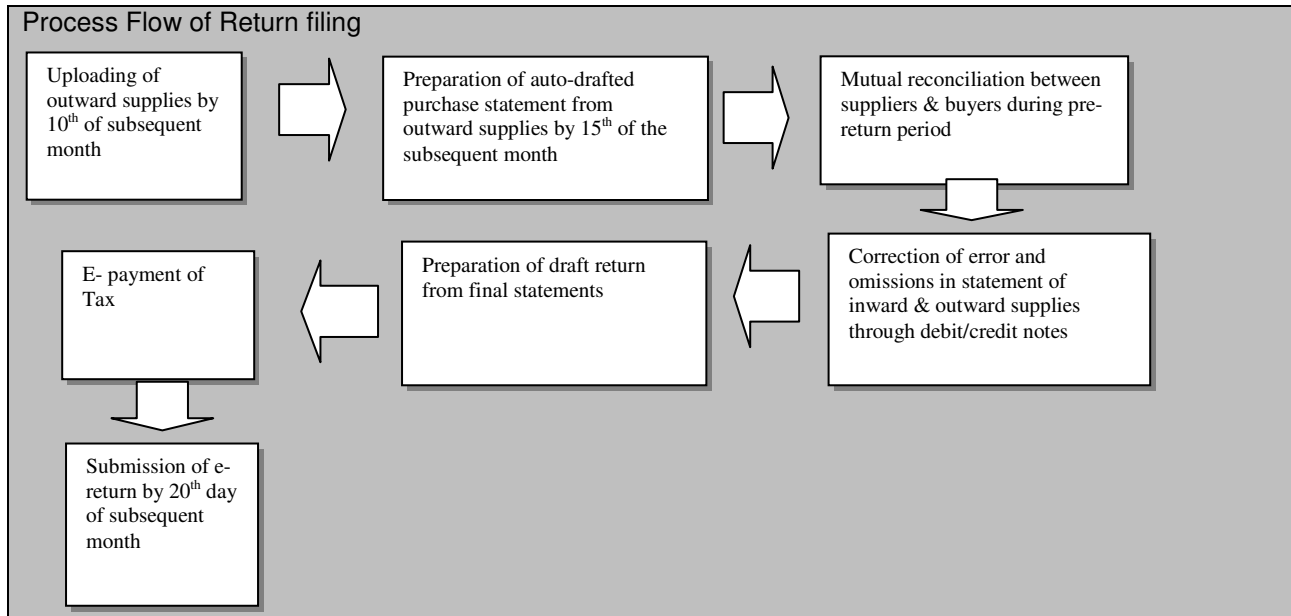 Process Flow of Return filing
Uploading of
outward supplies by
10th of subsequent
month
Preparation of auto-drafted
purchase statement from
outward supplies by 15th of the
subsequent month
Mutual reconciliation between
suppliers & buyers during pre-
return period
Correction of error and
omissions in statement of
inward & outward supplies
through debit/credit notes
Preparation of draft return
from final statements
E- payment of
Tax
Submission of e-
return by 20th day
of subsequent
month